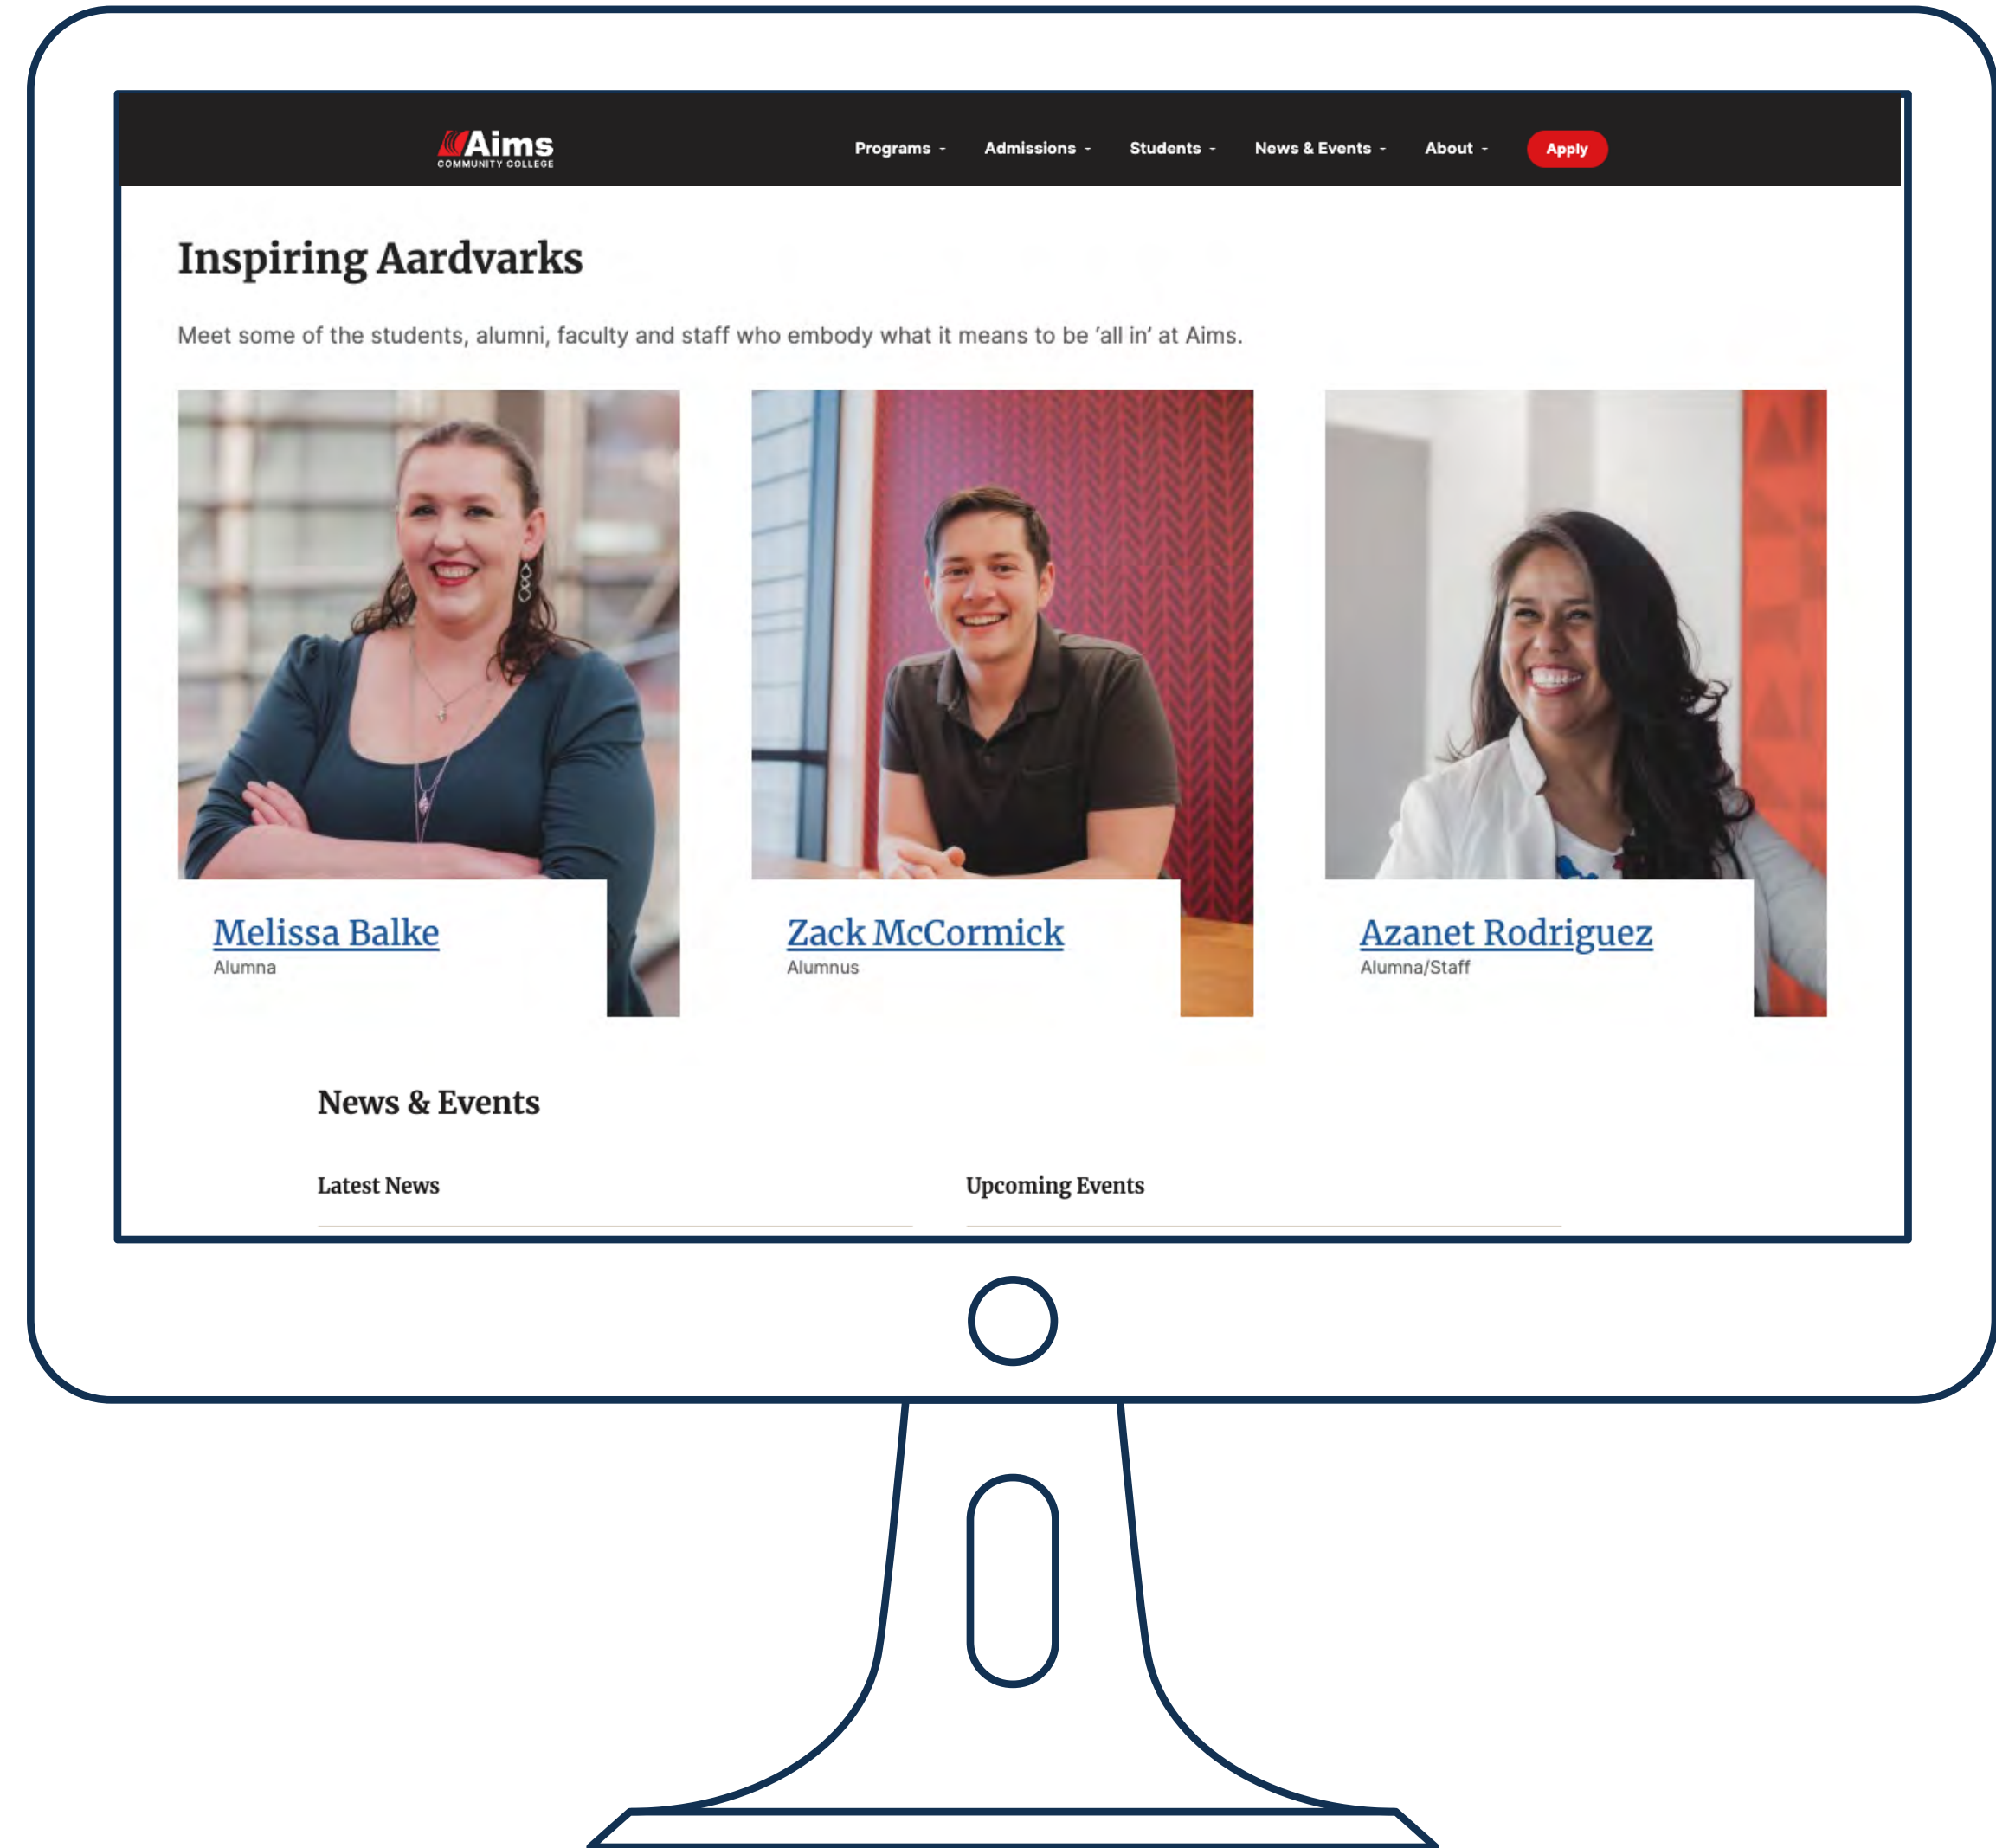 Aims
COMMUNITY COLLEGE
Programs - Admissions - Students - News & Events - About - Apply
Inspiring Aardvarks
Meet some of the students, alumni, faculty and staff who embody what it means to be ‘all in’ at Aims.
Melissa Balke
Alumna
Zack McCormick
Alumnus
Azanet Rodriguez
Alumna/Staff
News & Events
Latest News
Upcoming Events